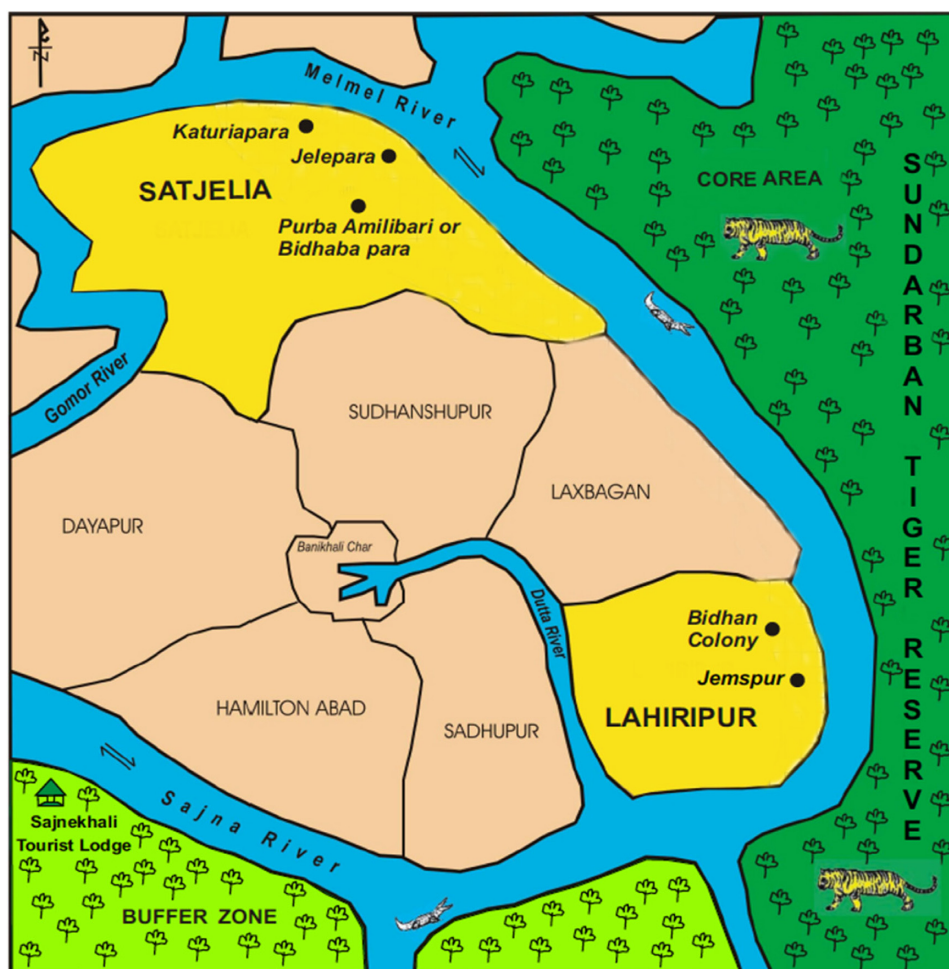 N
Melmel River
Katuriapara
Jelepara
SATJELIA
Purba Amilibari or
Bidhaba para
CORE AREA
SUNDARBAN TIGER RESERVE
Gomor River
SUDHANSHUPUR
LAXBAGAN
DAYAPUR
Banikhali Char
Dutta River
Bidhan
Colony
Jemspur
LAHIRIPUR
HAMILTON ABAD
SADHUPUR
Sajna River
Sajnekhali
Tourist Lodge
BUFFER ZONE